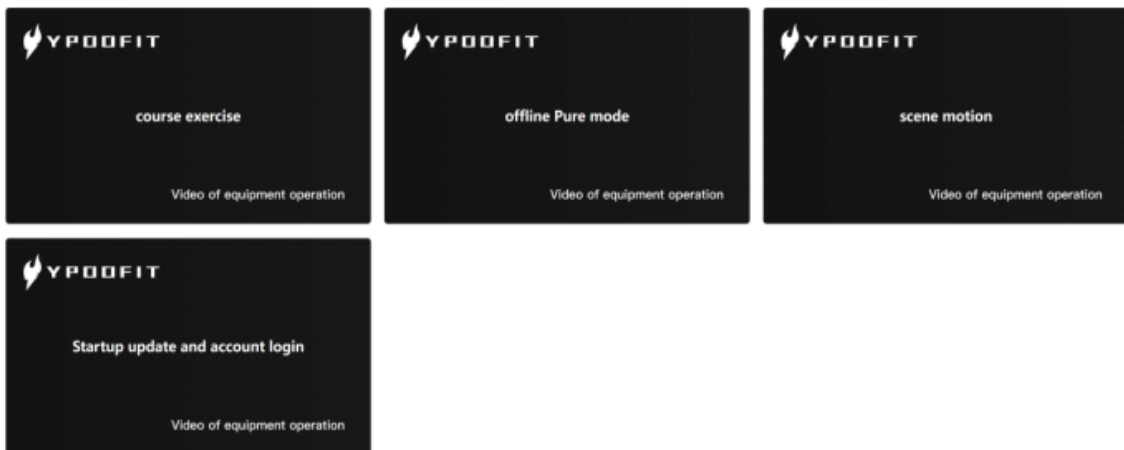 YPOOFIT
course exercise
Video of equipment operation
YPOOFIT
offline Pure mode
Video of equipment operation
YPOOFIT
scene motion
Video of equipment operation
YPOOFIT
Startup update and account login
Video of equipment operation